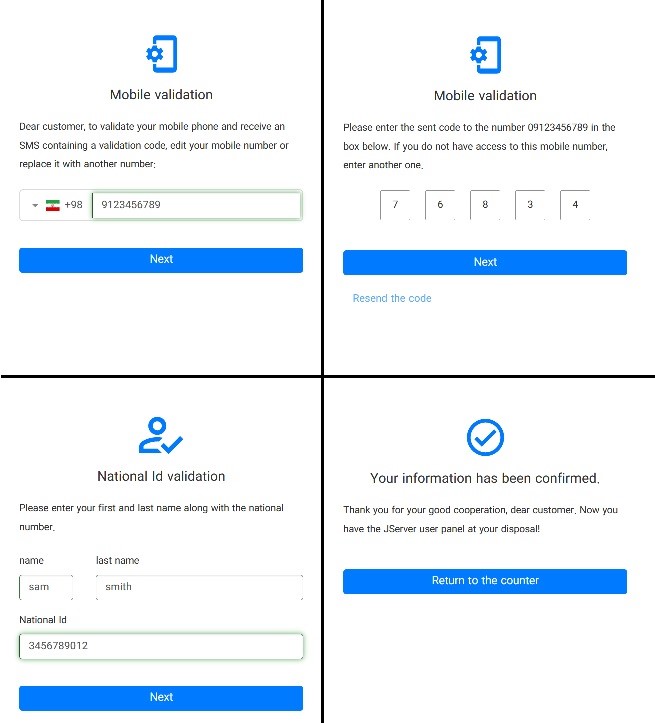 Mobile validation
Dear customer, to validate your mobile phone and receive an
SMS containing a validation code, edit your mobile number or
replace it with another number:
+98 9123456789
Next
Mobile validation
Please enter the sent code to the number 09123456789 in the
box below. If you do not have access to this mobile number,
enter another one.
7 6 8 3 4
Next
Resend the code
National Id validation
Please enter your first and last name along with the national
number.
name last name
sam smith
National Id
3456789012
Next
Your information has been confirmed.
Thank you for your good cooperation, dear customer. Now you
have the JServer user panel at your disposal!
Return to the counter